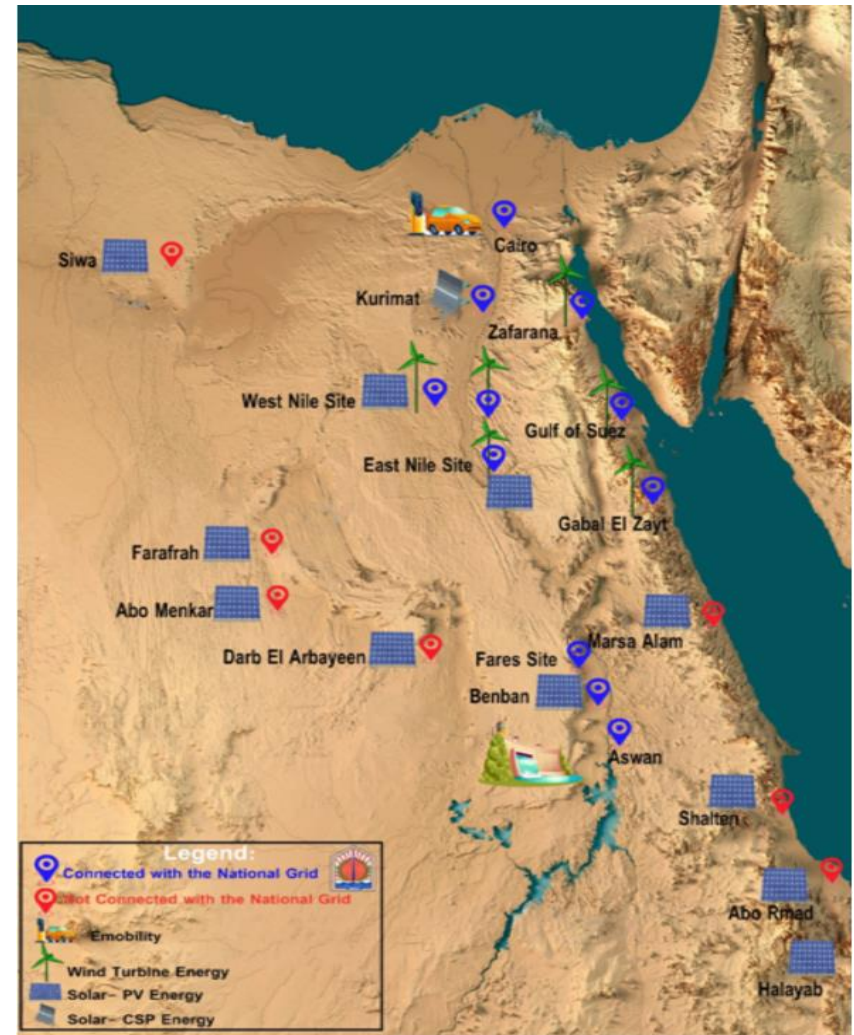 Cairo
Siwa
Kurimat
Zafarana
West Nile Site
Gulf of Suez
East Nile Site
Gabal El Zayt
Farafrah
Abo Menkar
Marsa Alam
Darb El Arbayeen
Fares Site
Benban
Aswan
Shalten
Abo Rmad
Halayab
Legend:
Connected with the National Grid
Not Connected with the National Grid
Emobility
Wind Turbine Energy
Solar- PV Energy
Solar- CSP Energy